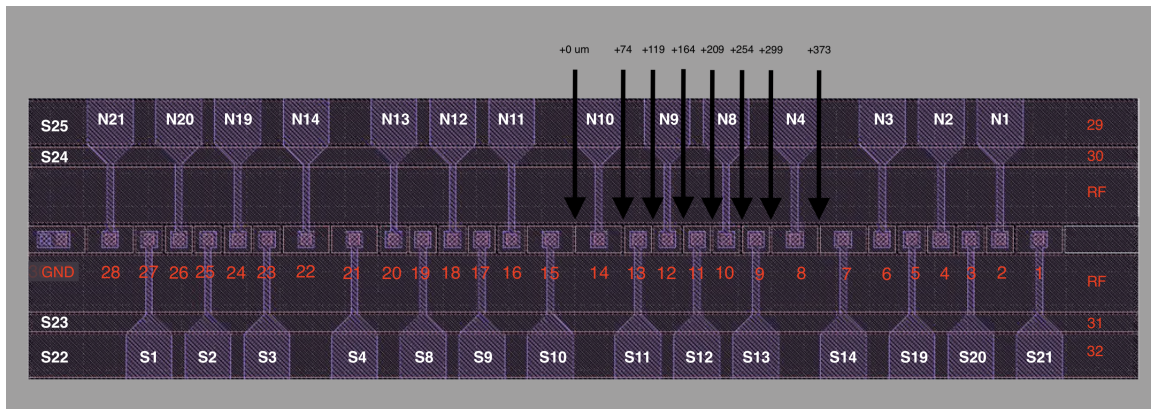 +0 um +74 +119 +164 +209 +254 +299 +373
S25 N21 N20 N19 N14 N13 N12 N11 N10 N9 N8 N4 N3 N2 N1 29
S24 30
RF
GND 28 27 26 25 24 23 22 21 20 19 18 17 16 15 14 13 12 11 10 9 8 7 6 5 4 3 2 1 RF
S23 31
S22 S1 S2 S3 S4 S8 S9 S10 S11 S12 S13 S14 S19 S20 S21 32